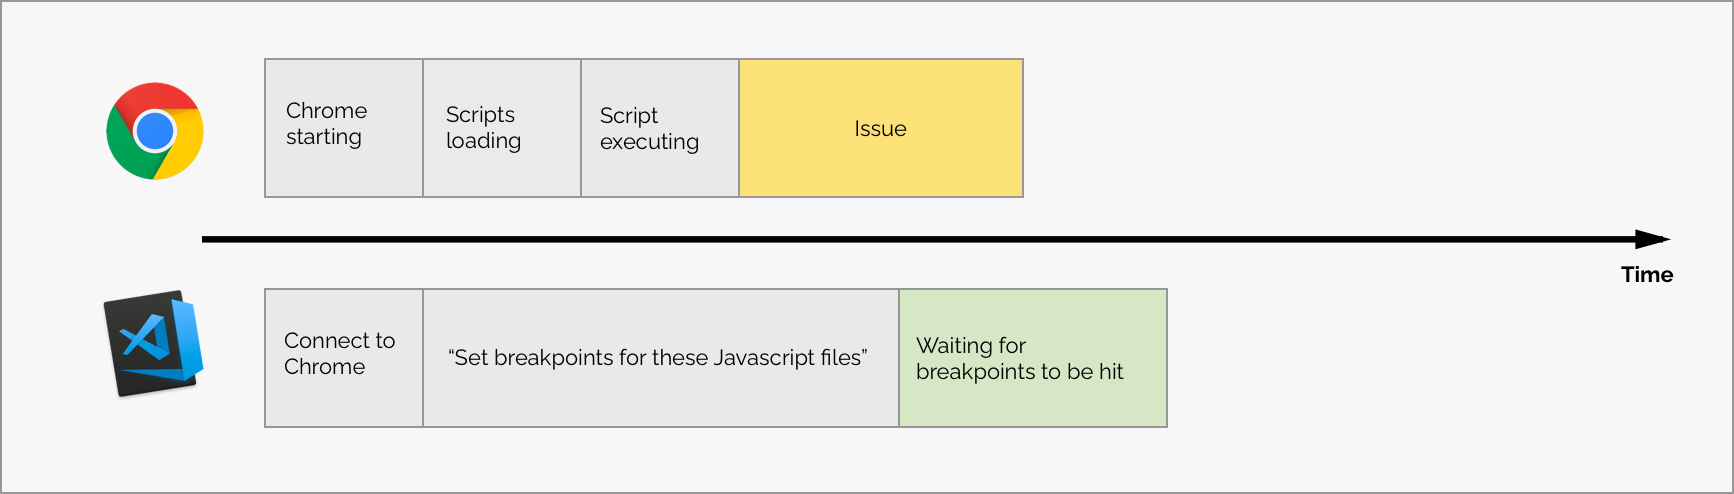 Chrome
starting
Scripts
loading
Script
executing
Issue
Time
Connect to
Chrome
“Set breakpoints for these Javascript files”
Waiting for
breakpoints to be hit